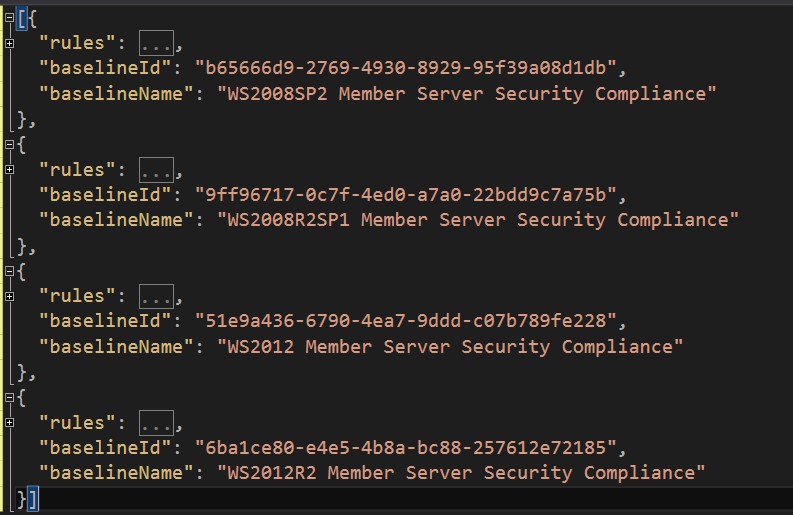 [{
"rules": ...,
"baselineId": "b65666d9-2769-4930-8929-95f39a08d1db",
"baselineName": "WS2008SP2 Member Server Security Compliance"
},
{
"rules": ...,
"baselineId": "9ff96717-0c7f-4ed0-a7a0-22bdd9c7a75b",
"baselineName": "WS2008R2SP1 Member Server Security Compliance"
},
{
"rules": ...,
"baselineId": "51e9a436-6790-4ea7-9ddd-c07b789fe228",
"baselineName": "WS2012 Member Server Security Compliance"
},
{
"rules": ...,
"baselineId": "6ba1ce80-e4e5-4b8a-bc88-257612e72185",
"baselineName": "WS2012R2 Member Server Security Compliance"
}]